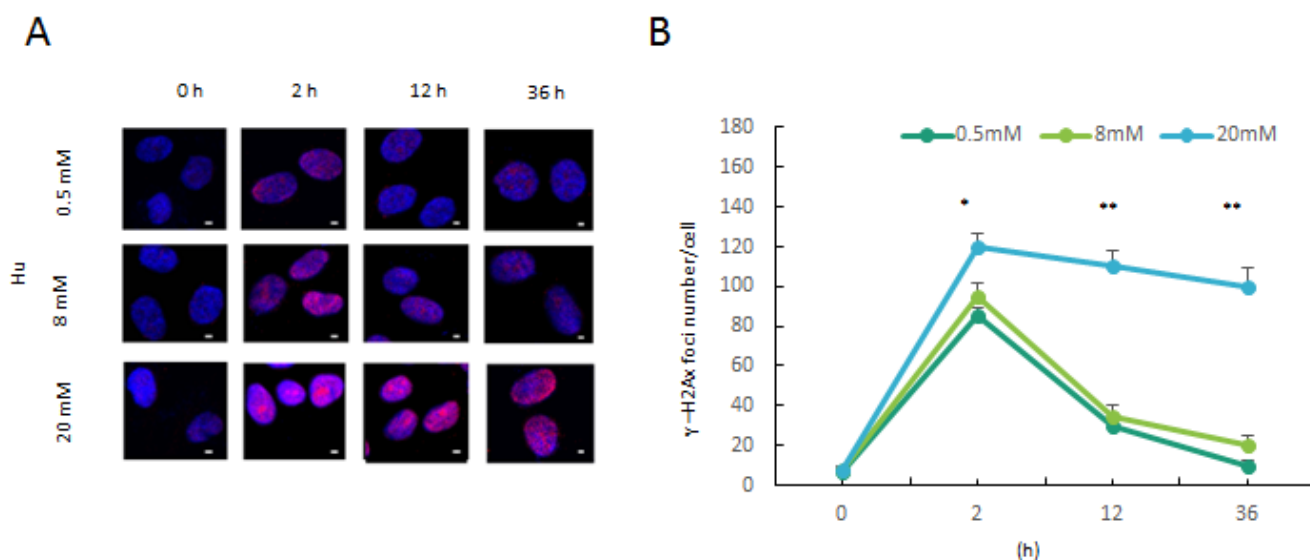 A
0 h 2 h 12 h 36 h
Hu
0.5 mM
8 mM
20 mM
B
0.5mM 8mM 20mM
γ–H2Ax foci number/cell
180
160
140
120
100
80
60
40
20
0
* ** **
0 2 12 36
(h)